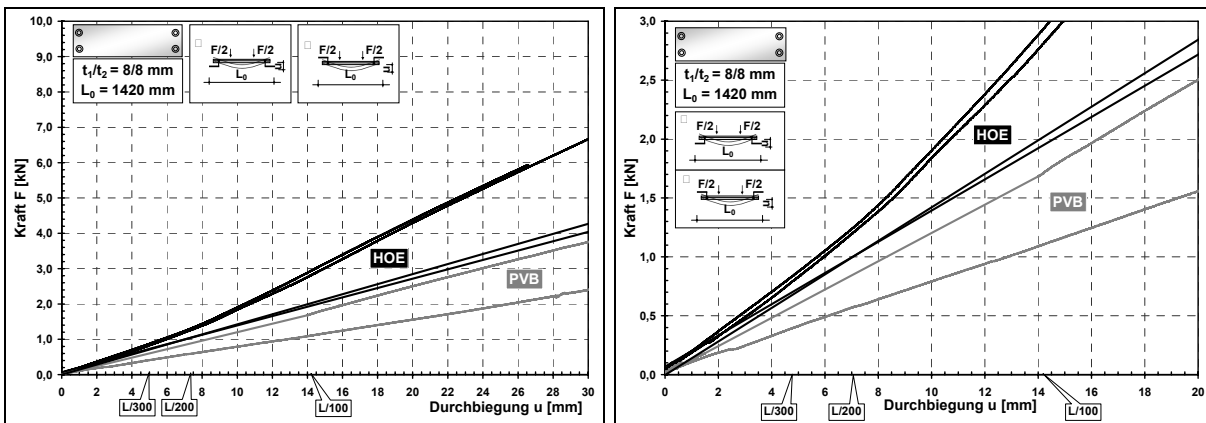 10,0
9,0
8,0
7,0
6,0
5,0
4,0
3,0
2,0
1,0
0,0
Kraft F [kN]
t1/t2 = 8/8 mm
L0 = 1420 mm
F/2 F/2
L0
u
F/2 F/2
L0
u
HOE
PVB
0 2 4 6 8 10 12 14 16 18 20 22 24 26 28 30
L/300
L/200
L/100
Durchbiegung u [mm]
3,0
2,5
2,0
1,5
1,0
0,5
0,0
Kraft F [kN]
t1/t2 = 8/8 mm
L0 = 1420 mm
F/2 F/2
L0
F/2 F/2
L0
u
HOE
PVB
0 2 4 6 8 10 12 14 16 18 20
L/300
L/200
L/100
Durchbiegung u [mm]